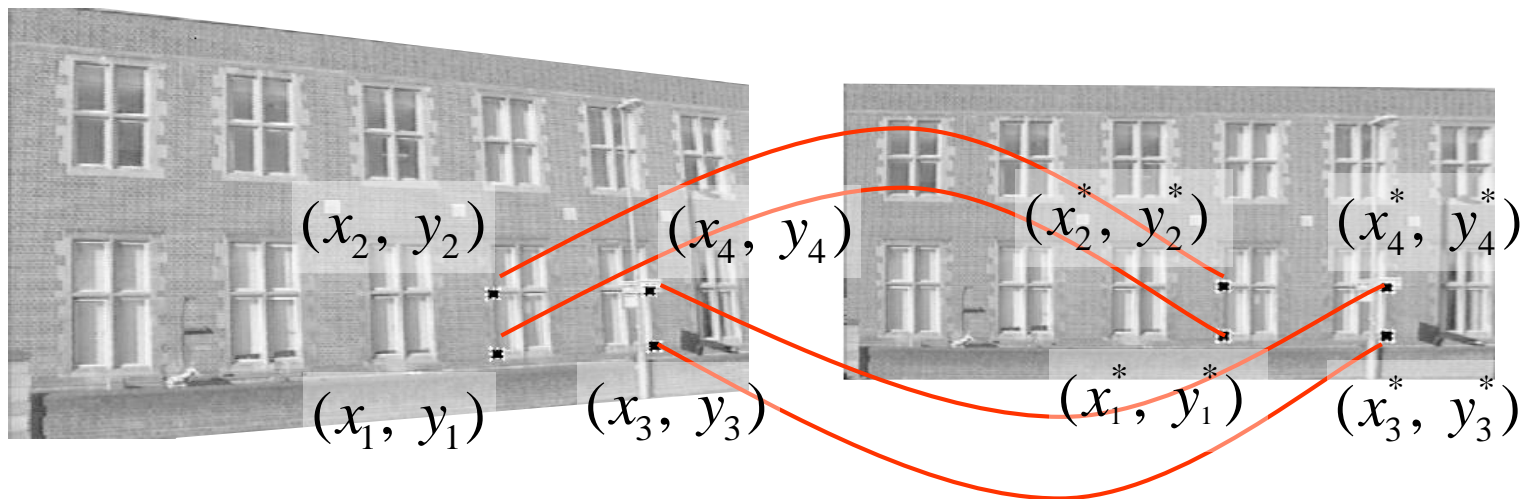 (x₂, y₂)
(x₄, y₄)
(x₂*, y₂*)
(x₄*, y₄*)
(x₁, y₁)
(x₃, y₃)
(x₁*, y₁*)
(x₃*, y₃*)